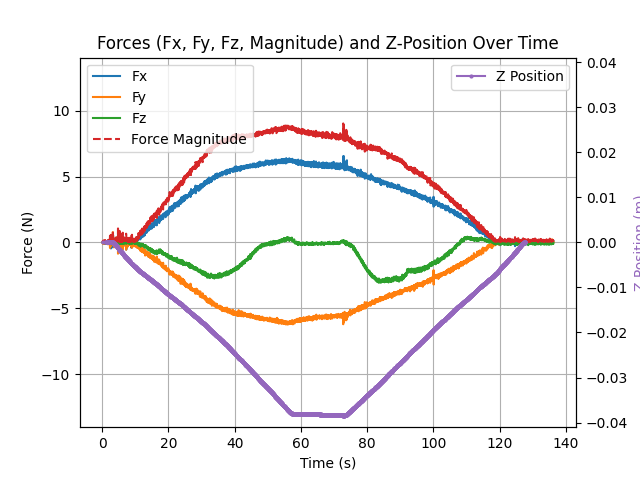 Forces (Fx, Fy, Fz, Magnitude) and Z-Position Over Time
Fx
Fy
Fz
Force Magnitude
Z Position
10
5
0
−5
−10
Force (N)
0.04
0.03
0.02
0.01
0.00
−0.01
−0.02
−0.03
−0.04
Z Position (m)
0
20
40
60
80
100
120
140
Time (s)